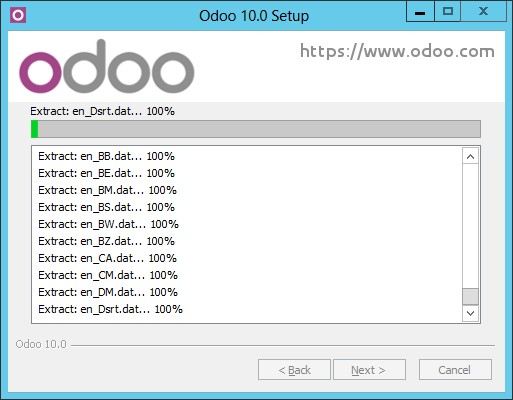 Odoo 10.0 Setup
odoo
https://www.odoo.com
Extract: en_Dsrt.dat... 100%
Extract: en_BB.dat... 100%
Extract: en_BE.dat... 100%
Extract: en_BM.dat... 100%
Extract: en_BS.dat... 100%
Extract: en_BW.dat... 100%
Extract: en_BZ.dat... 100%
Extract: en_CA.dat... 100%
Extract: en_CM.dat... 100%
Extract: en_DM.dat... 100%
Extract: en_Dsrt.dat... 100%
Odoo 10.0
< Back
Next >
Cancel